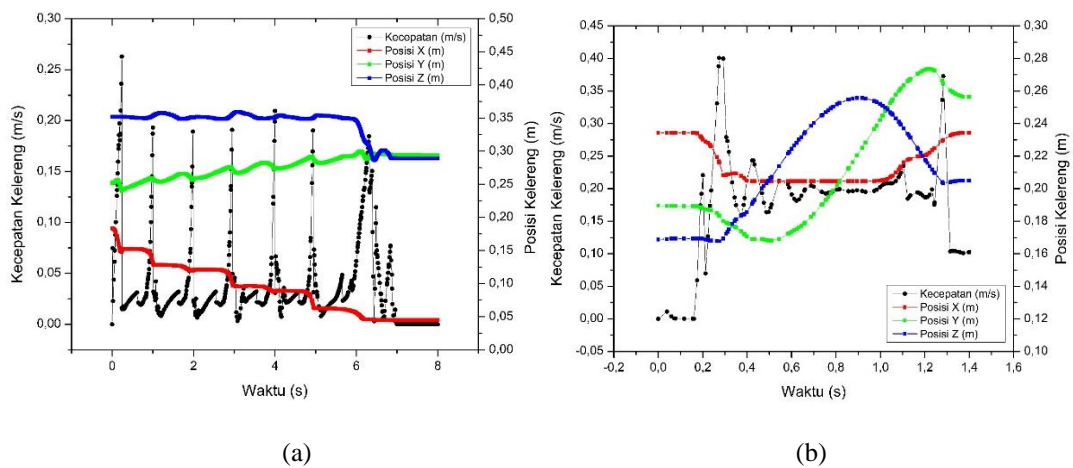 0,30
0,25
0,20
0,15
0,10
0,05
0,00
Kecepatan Kelereng (m/s)
Kecepatan (m/s)
Posisi X (m)
Posisi Y (m)
Posisi Z (m)
0,50
0,45
0,40
0,35
0,30
0,25
0,20
0,15
0,10
0,05
0,00
Posisi Kelereng (m)
0 2 4 6 8
Waktu (s)
(a)
0,45
0,40
0,35
0,30
0,25
0,20
0,15
0,10
0,05
0,00
-0,05
Kecepatan Kelereng (m/s)
Kecepatan (m/s)
Posisi X (m)
Posisi Y (m)
Posisi Z (m)
0,30
0,28
0,26
0,24
0,22
0,20
0,18
0,16
0,14
0,12
0,10
Posisi Kelereng (m)
-0,2 0,0 0,2 0,4 0,6 0,8 1,0 1,2 1,4 1,6
Waktu (s)
(b)